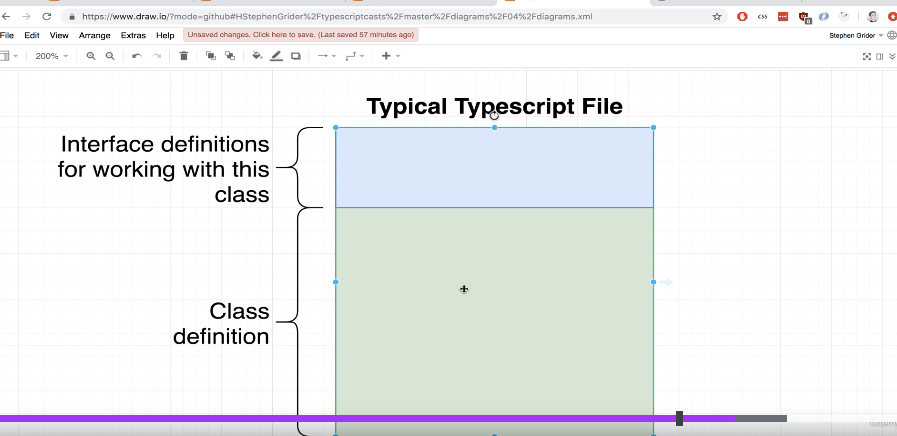 https://www.draw.io/?mode=github#HStephenGrider%2Ftypescriptcasts%2Fmaster%2Fdiagrams%2F04%2Fdiagrams.xml
css
File Edit View Arrange Extras Help Unsaved changes. Click here to save. (Last saved 57 minutes ago) Stephen Grider
200%
Typical Typescript File
Interface definitions
for working with this
class
Class
definition